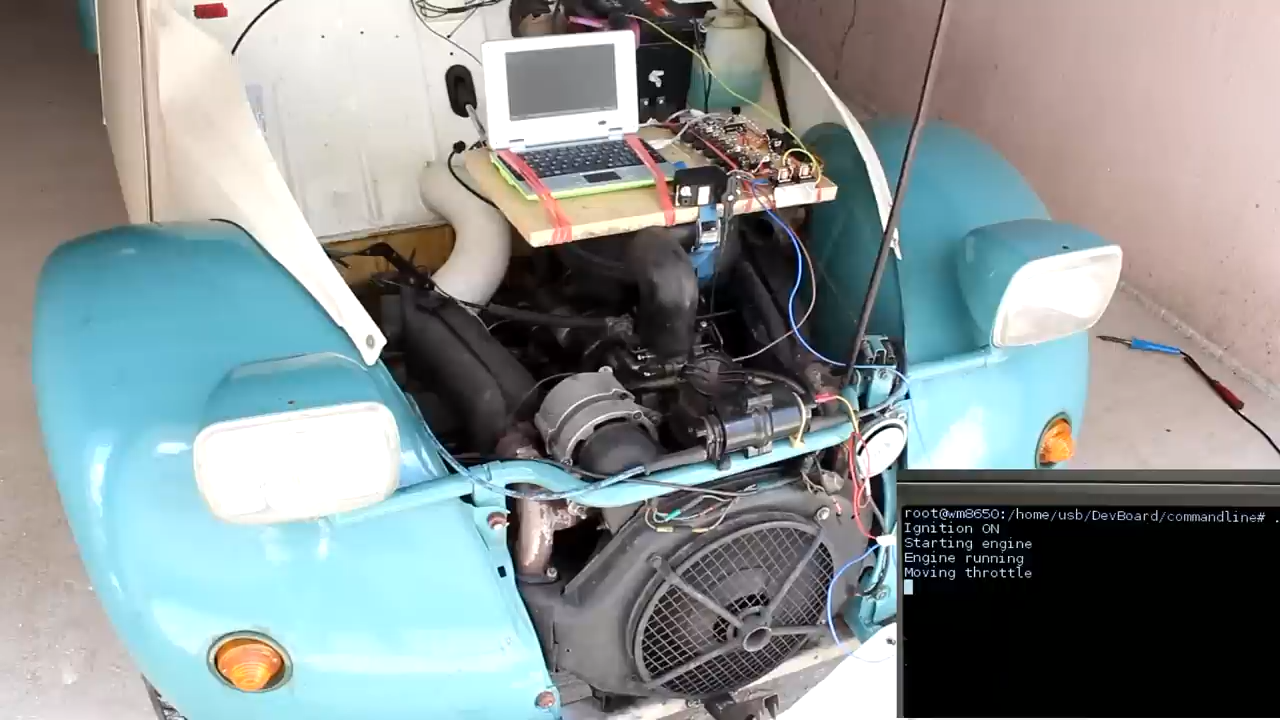 root@wm8650:/home/usb/DevBoard/commandline# .
Ignition ON
Starting engine
Engine running
Moving throttle